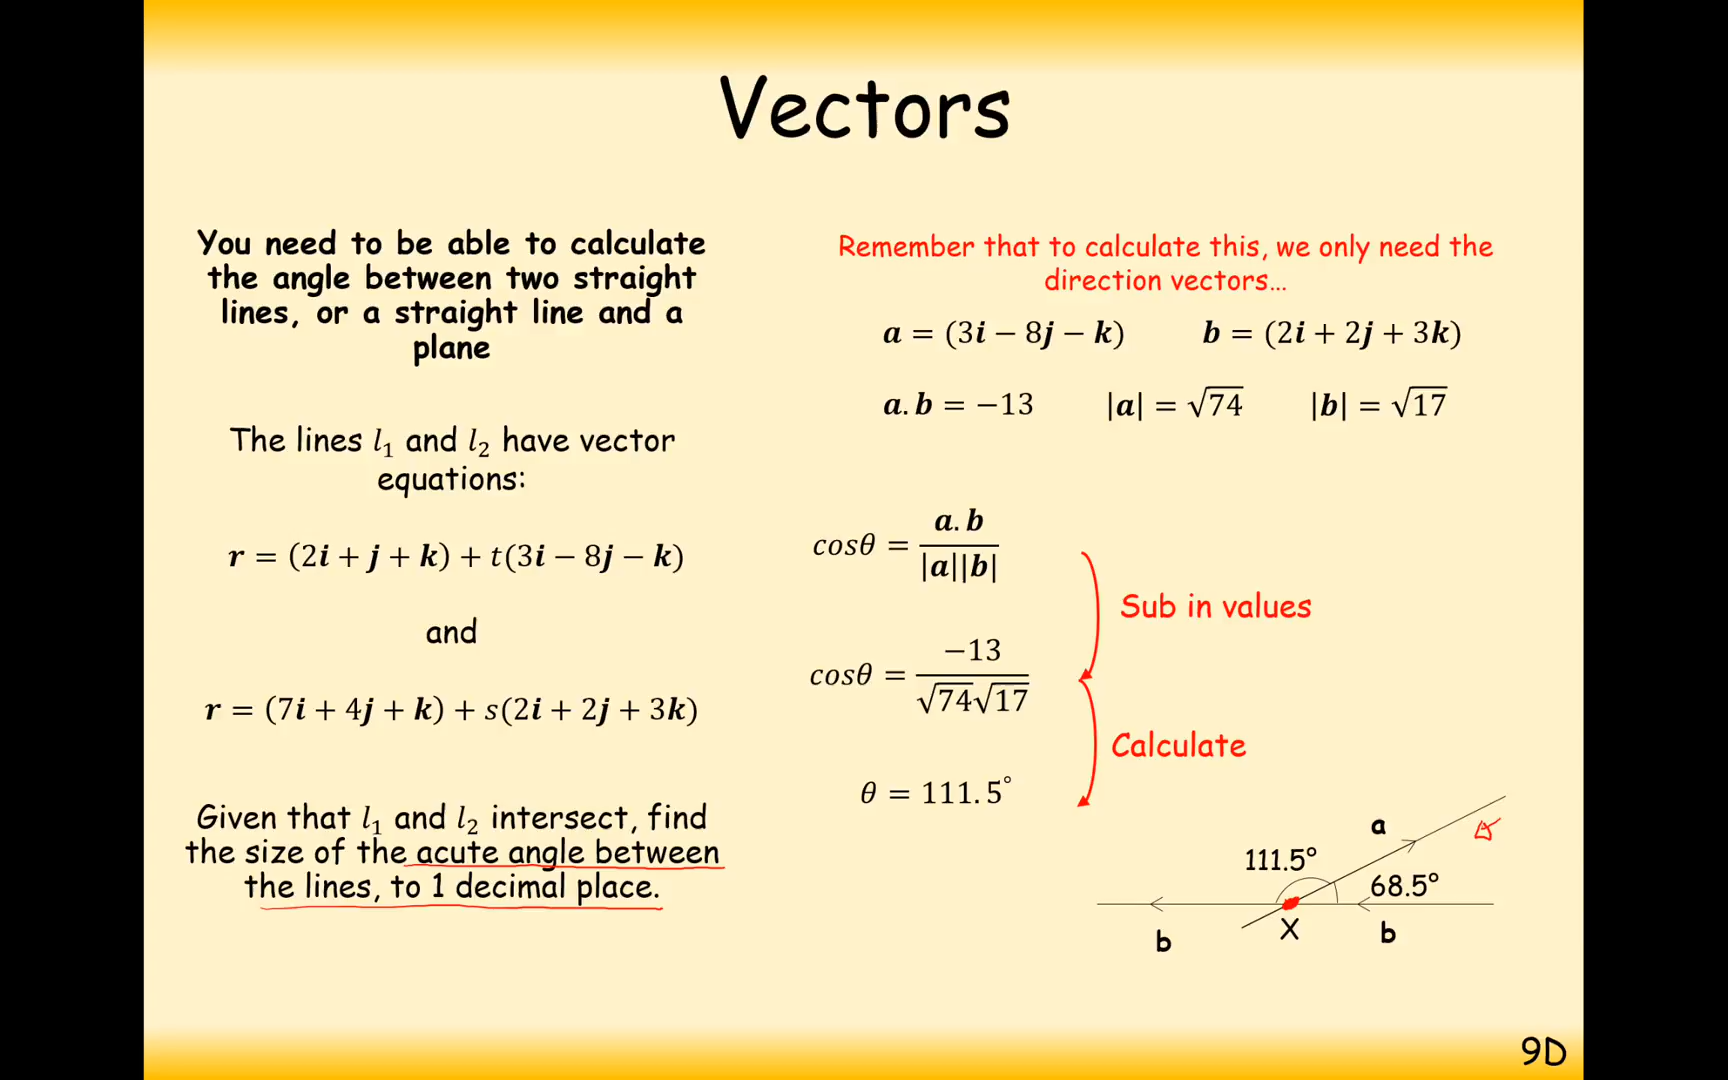 Vectors
You need to be able to calculate
the angle between two straight
lines, or a straight line and a
plane
The lines l₁ and l₂ have vector
equations:
r = (2i + j + k) + t(3i − 8j − k)
and
r = (7i + 4j + k) + s(2i + 2j + 3k)
Given that l₁ and l₂ intersect, find
the size of the acute angle between
the lines, to 1 decimal place.
Remember that to calculate this, we only need the
direction vectors…
a = (3i − 8j − k) b = (2i + 2j + 3k)
a.b = −13 |a| = √74 |b| = √17
cosθ = a.b / |a||b|
Sub in values
cosθ = −13 / √74√17
Calculate
θ = 111.5°
a
111.5°
68.5°
X
b
b
9D